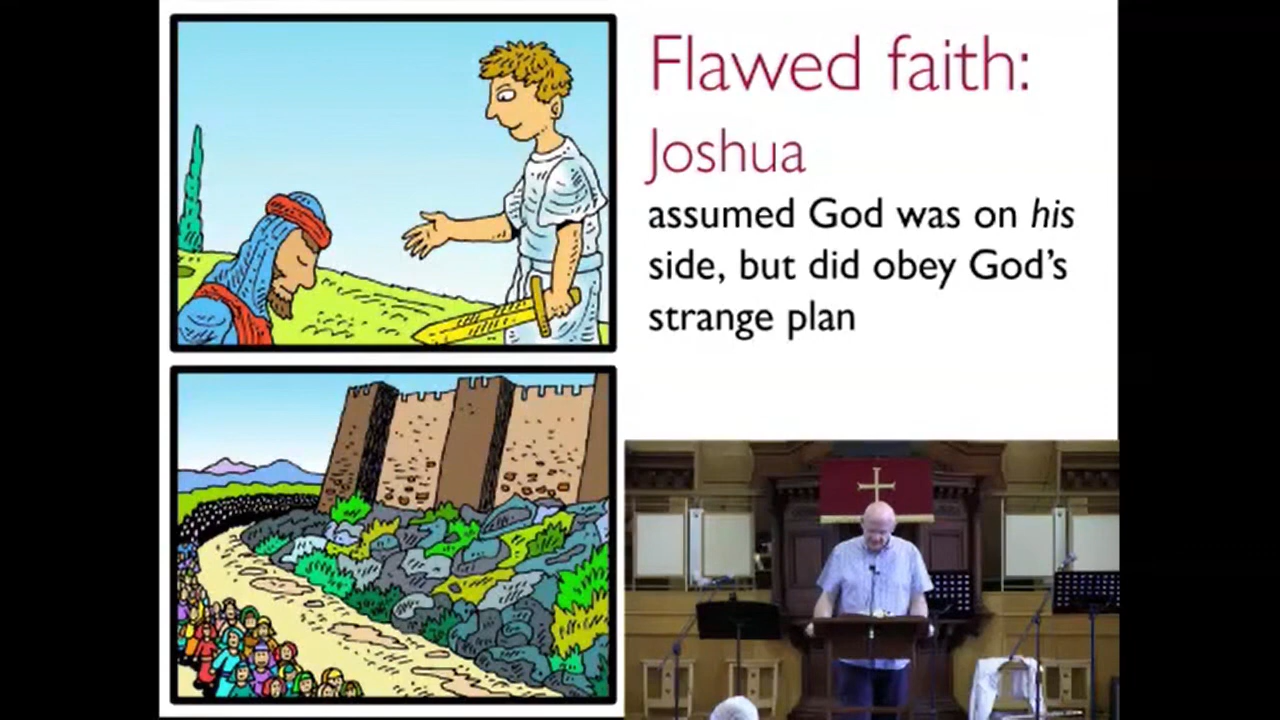 Flawed faith:
Joshua
assumed God was on his
side, but did obey God’s
strange plan